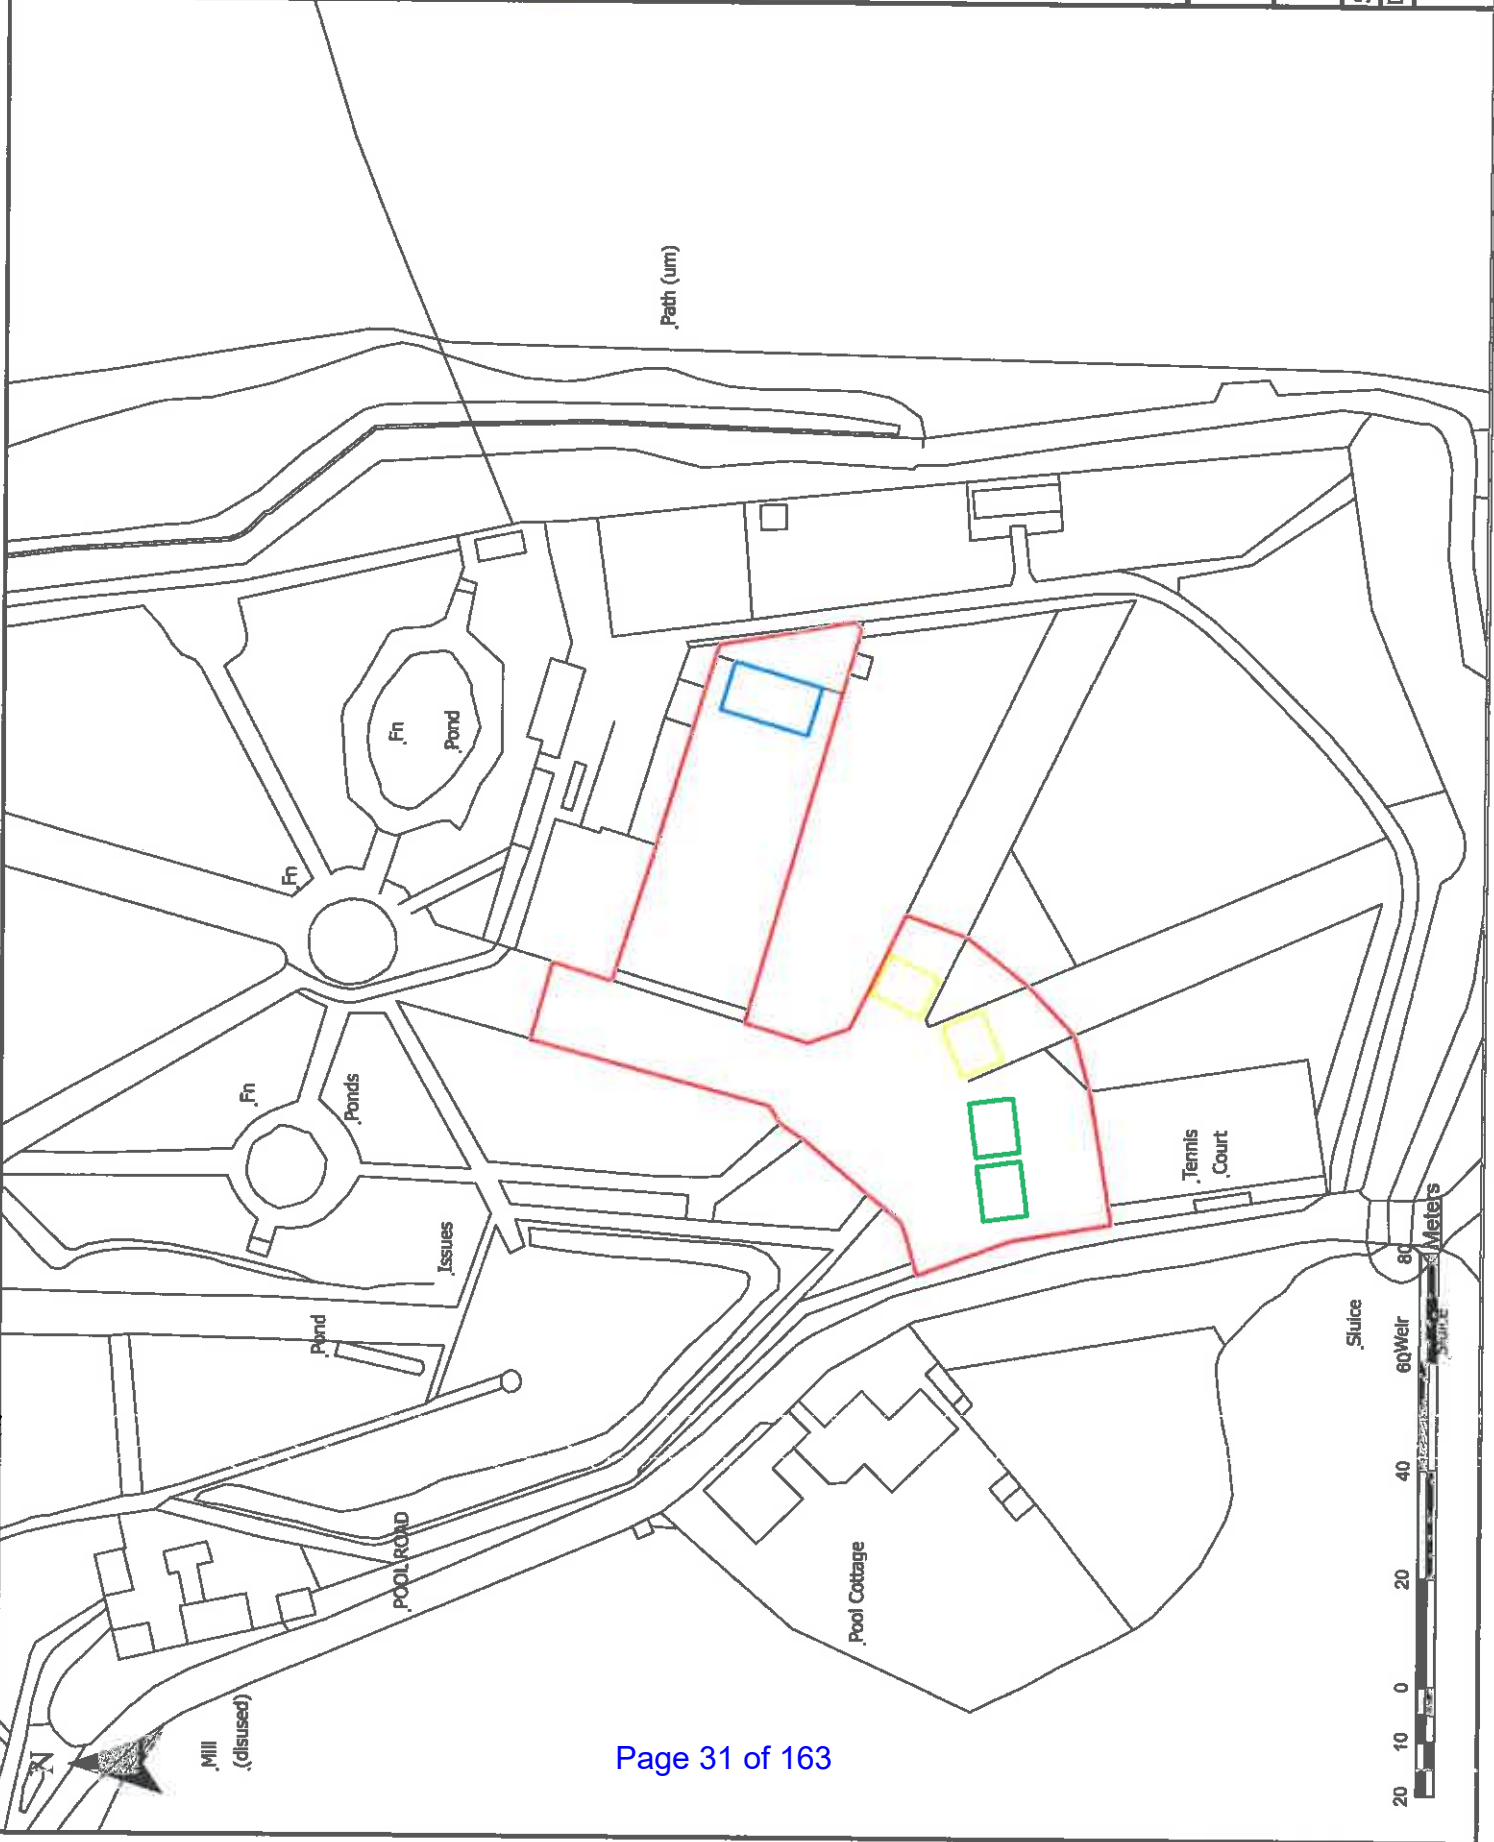 N
.Mill
.(disused)
POOL ROAD
.Pond
.Issues
.Fn
.Ponds
.Fn
.Fn
.Pond
.Path (um)
.Pool Cottage
.Tennis
.Court
.Sluice
Weir
20 10 0 20 40 60 80
Meters
Page 31 of 163